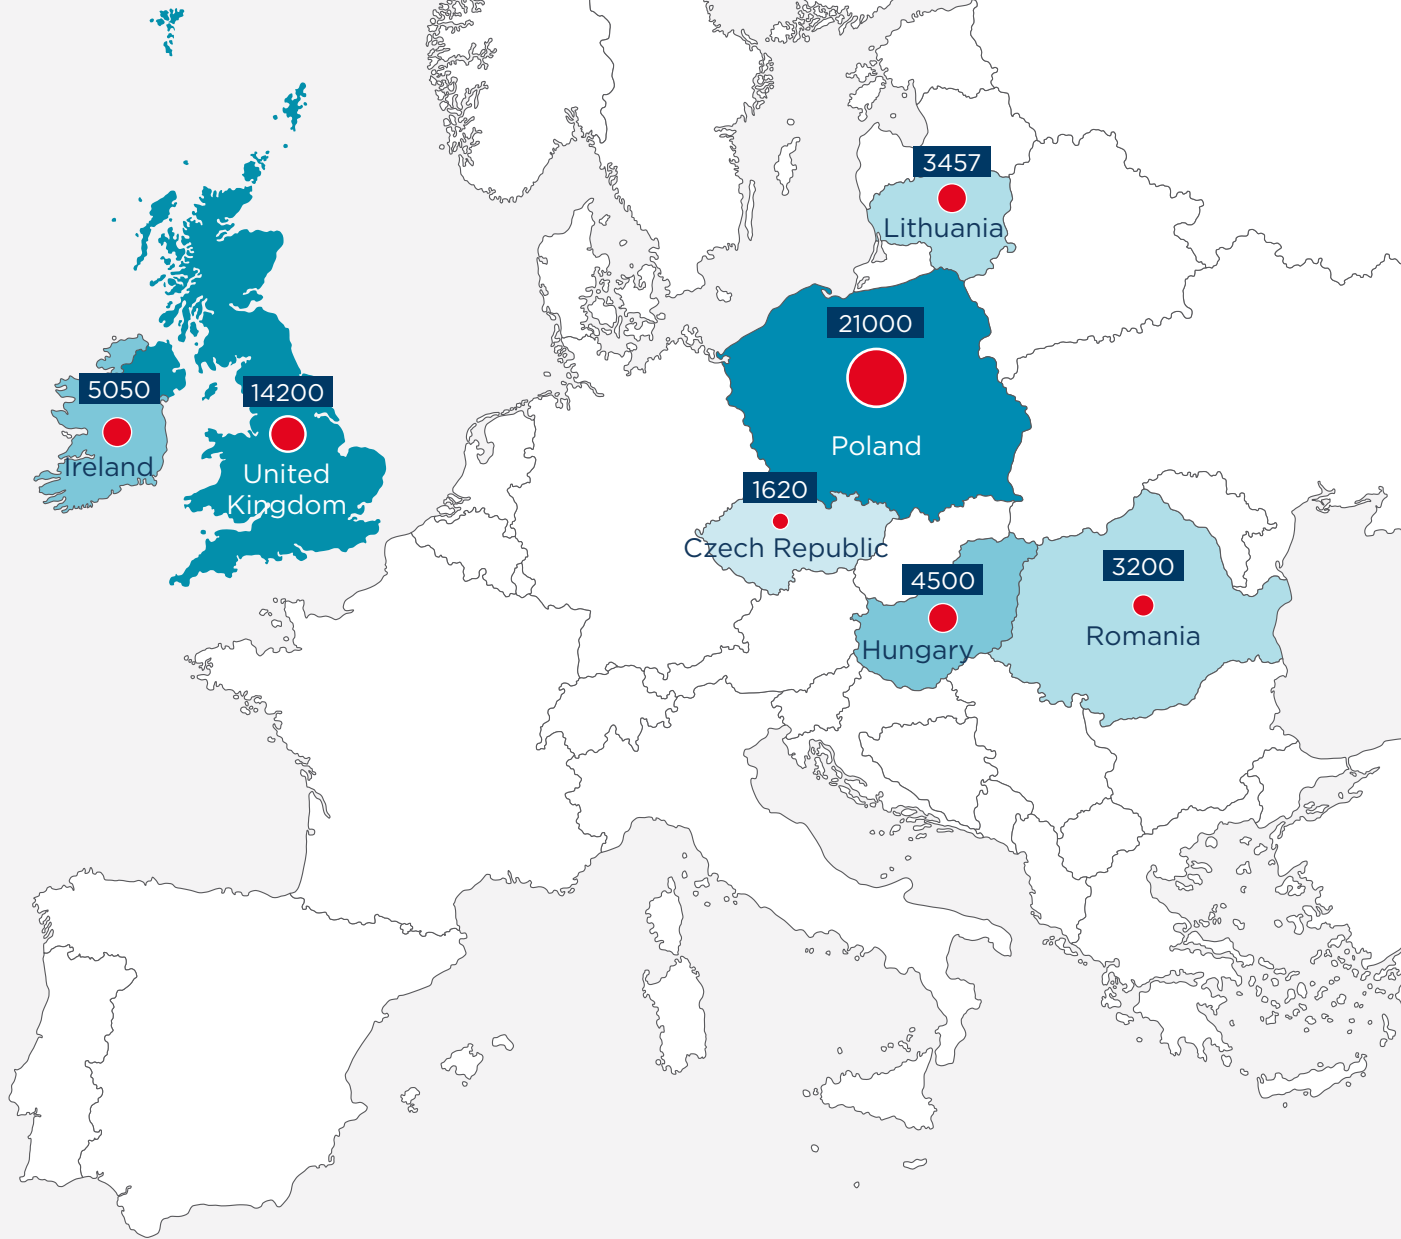 3457
Lithuania
21000
Poland
5050
Ireland
14200
United
Kingdom
1620
Czech Republic
4500
Hungary
3200
Romania